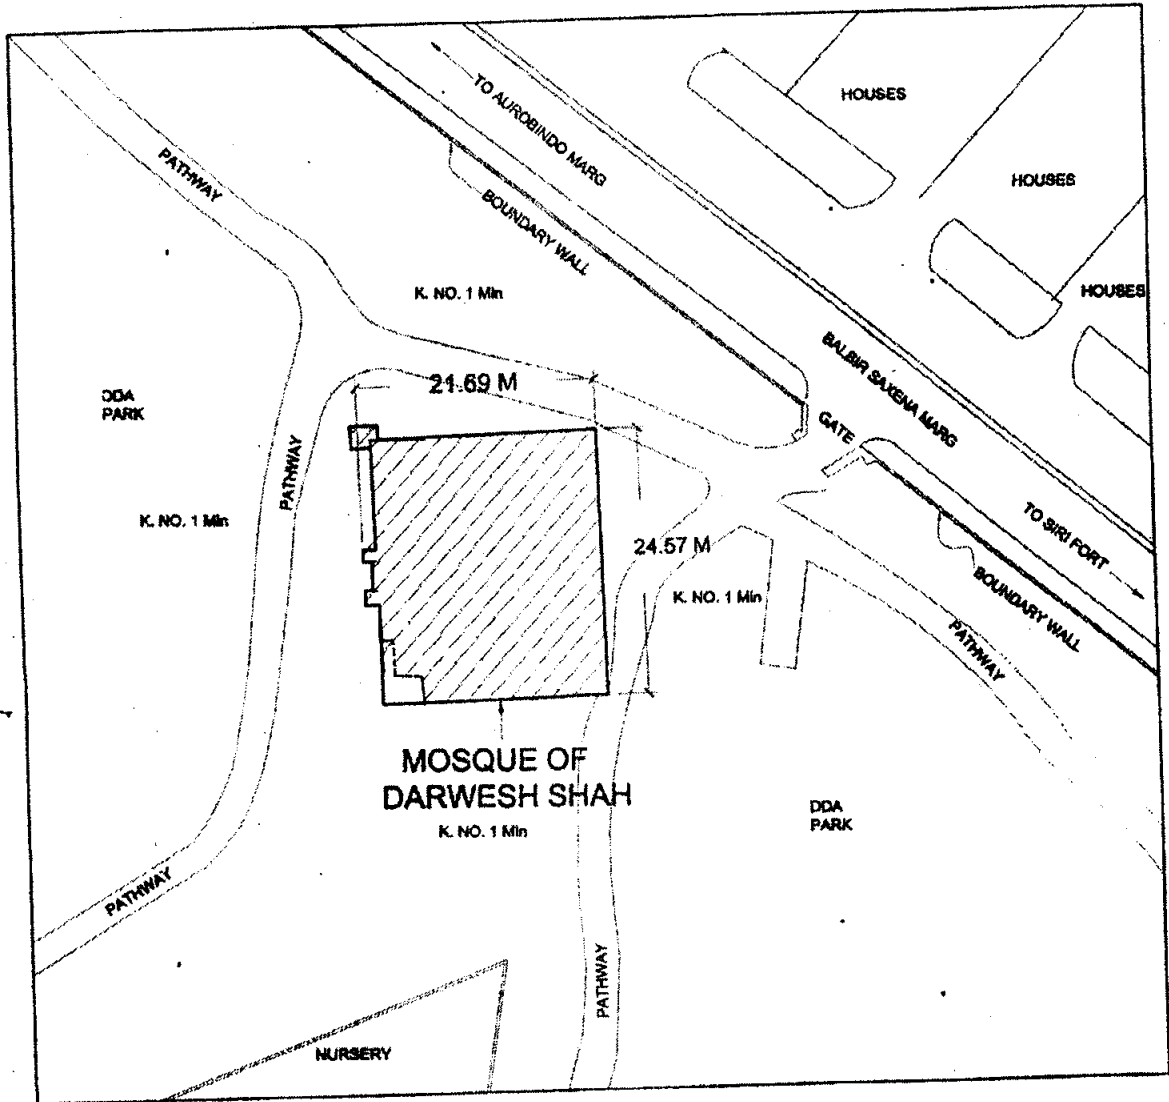 TO AUROBINDO MARG
HOUSES
PATHWAY
HOUSES
BOUNDARY WALL
K. NO. 1 Min
HOUSES
BALBIR SAXENA MARG
21.69 M
DDA
PARK
GATE
PATHWAY
K. NO. 1 Min
TO SIRI FORT
24.57 M
BOUNDARY WALL
K. NO. 1 Min
PATHWAY
MOSQUE OF
DARWESH SHAH
K. NO. 1 Min
DDA
PARK
PATHWAY
PATHWAY
NURSERY